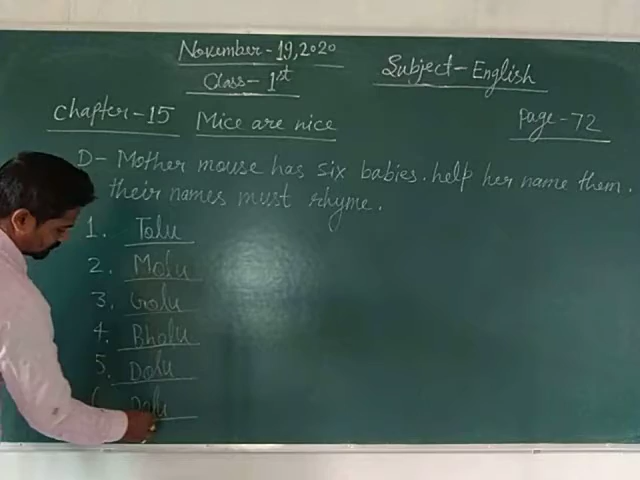 November - 19, 2020
Class - 1st
Subject - English
Chapter - 15 Mice are nice
page - 72
D - Mother mouse has six babies. help her name them.
their names must rhyme.
1. Tolu
2. Molu
3. Golu
4. Bholu
5. Dolu